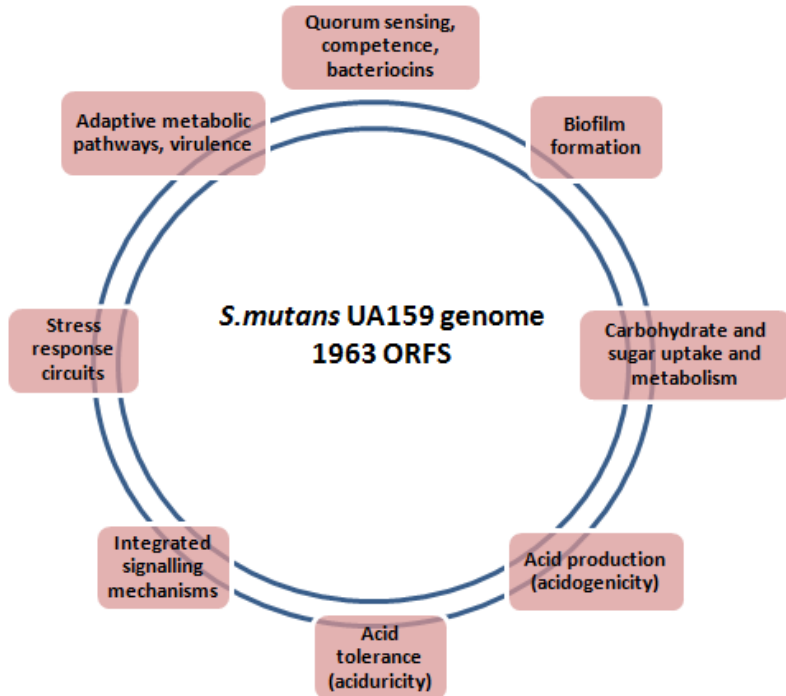 Quorum sensing,
competence,
bacteriocins
Adaptive metabolic
pathways, virulence
Biofilm
formation
S.mutans UA159 genome
1963 ORFS
Stress
response
circuits
Carbohydrate and
sugar uptake and
metabolism
Integrated
signalling
mechanisms
Acid production
(acidogenicity)
Acid
tolerance
(aciduricity)